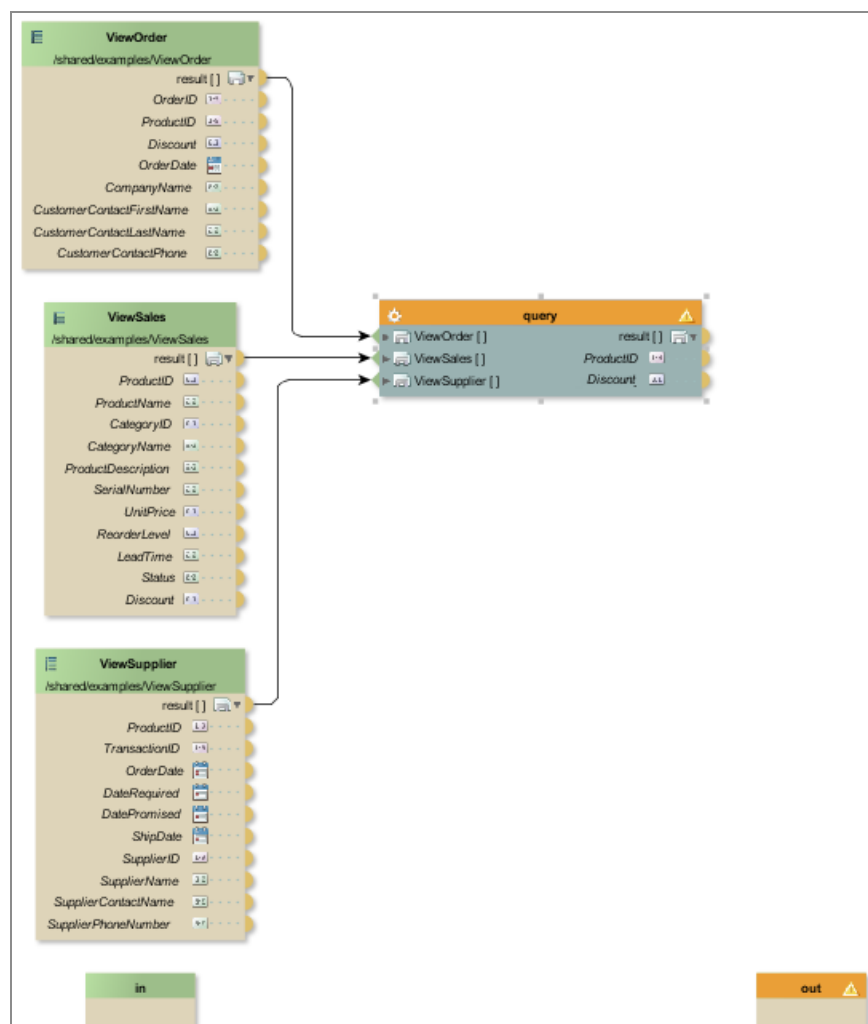 ViewOrder
/shared/examples/ViewOrder
result [ ]
OrderID
ProductID
Discount
OrderDate
CompanyName
CustomerContactFirstName
CustomerContactLastName
CustomerContactPhone
ViewSales
/shared/examples/ViewSales
result [ ]
ProductID
ProductName
CategoryID
CategoryName
ProductDescription
SerialNumber
UnitPrice
ReorderLevel
LeadTime
Status
Discount
query
ViewOrder [ ] result [ ]
ViewSales [ ] ProductID
ViewSupplier [ ] Discount
ViewSupplier
/shared/examples/ViewSupplier
result [ ]
ProductID
TransactionID
OrderDate
DateRequired
DatePromised
ShipDate
SupplierID
SupplierName
SupplierContactName
SupplierPhoneNumber
in
out